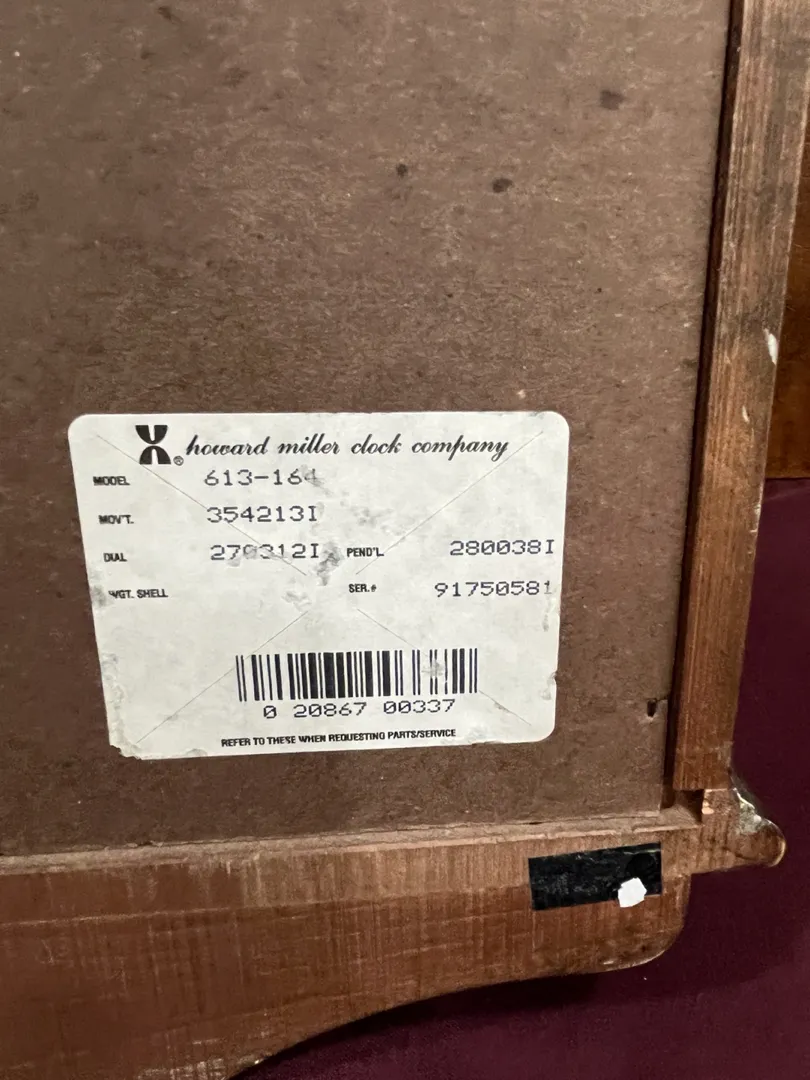 ® howard miller clock company
MODEL 613-164
MOV'T. 354213I
DIAL 279312I PEND'L. 280038I
WGT. SHELL SER.# 91750581
0 20867 00337
REFER TO THESE WHEN REQUESTING PARTS/SERVICE